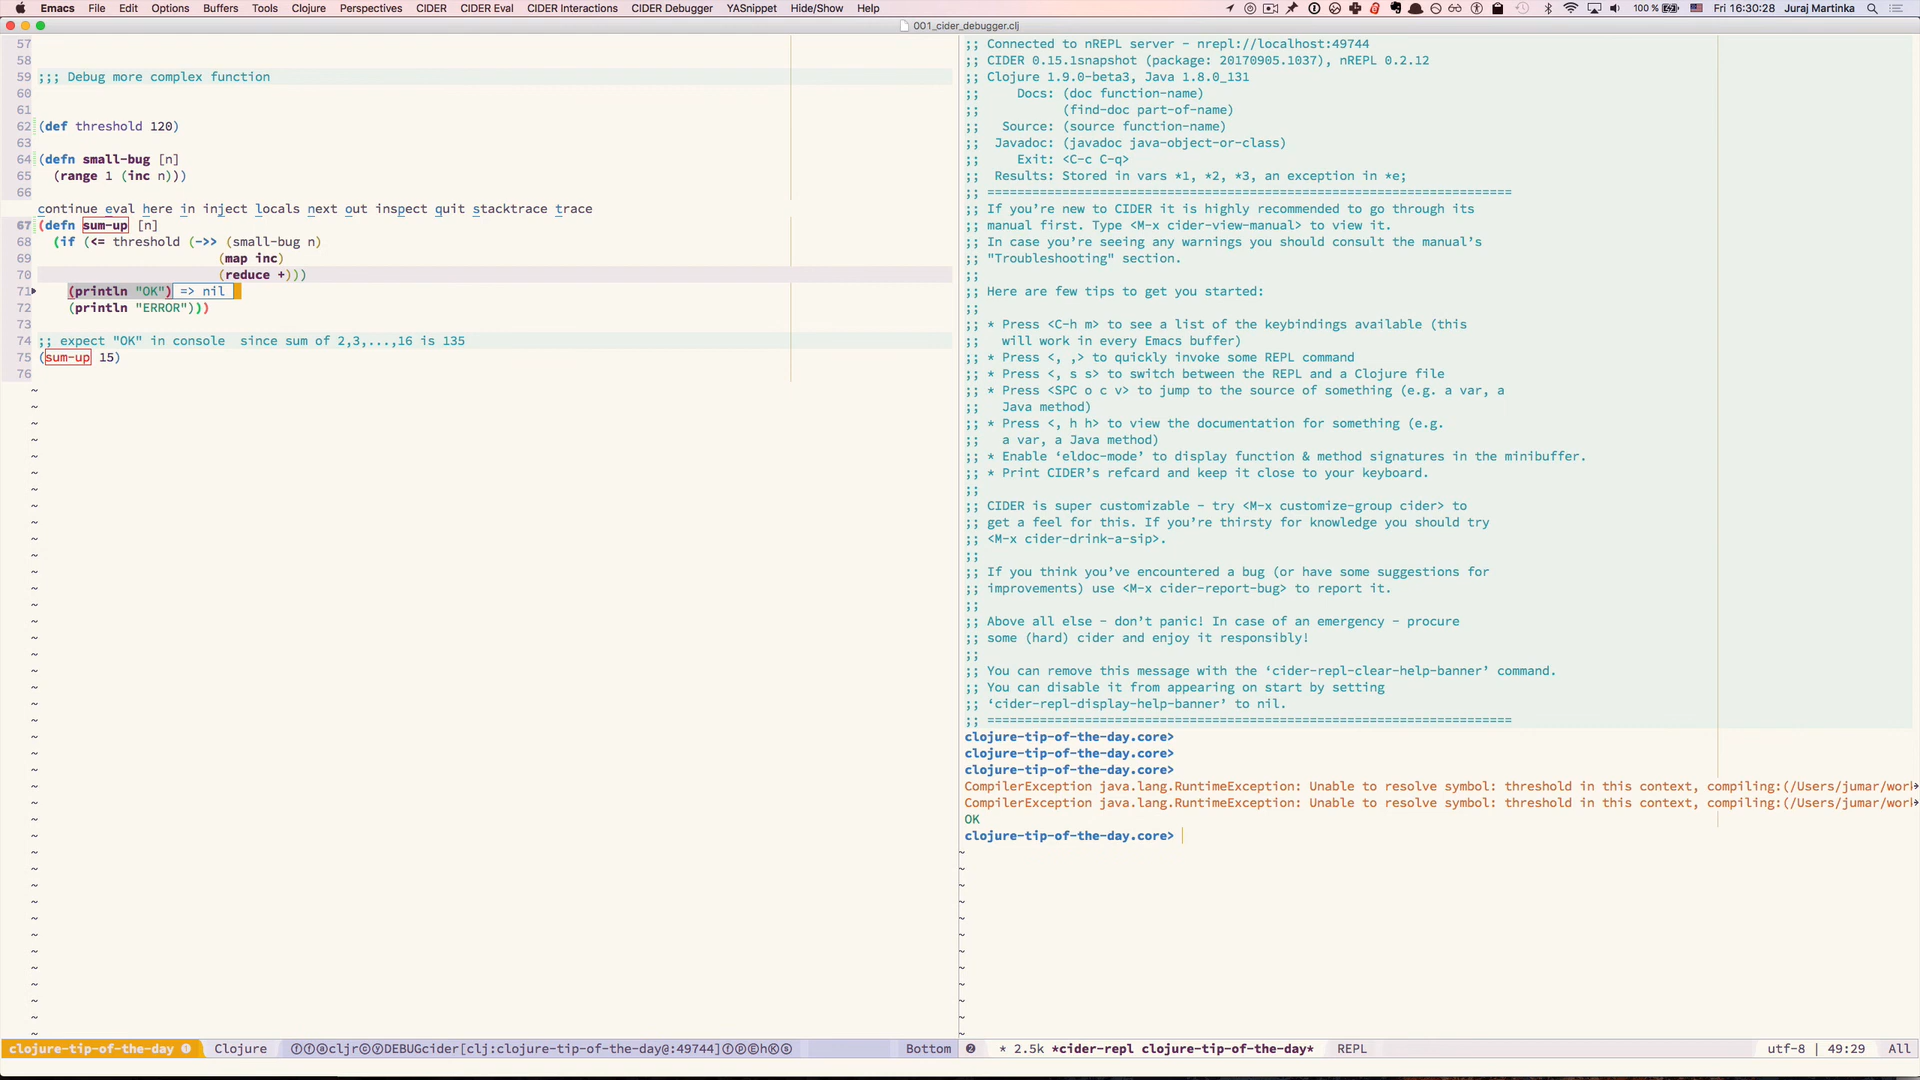 Emacs File Edit Options Buffers Tools Clojure Perspectives CIDER CIDER Eval CIDER Interactions CIDER Debugger YASnippet Hide/Show Help 100 % Fri 16:30:28 Juraj Martinka
001_cider_debugger.clj
57
58
59 ;;; Debug more complex function
60
61
62 (def threshold 120)
63
64 (defn small-bug [n]
65 (range 1 (inc n)))
66
continue eval here in inject locals next out inspect quit stacktrace trace
67 (defn sum-up [n]
68 (if (<= threshold (->> (small-bug n)
69 (map inc)
70 (reduce +)))
71 (println "OK") => nil
72 (println "ERROR")))
73
74 ;; expect "OK" in console  since sum of 2,3,...,16 is 135
75 (sum-up 15)
76
;; Connected to nREPL server - nrepl://localhost:49744
;; CIDER 0.15.1snapshot (package: 20170905.1037), nREPL 0.2.12
;; Clojure 1.9.0-beta3, Java 1.8.0_131
;; Docs: (doc function-name)
;; (find-doc part-of-name)
;; Source: (source function-name)
;; Javadoc: (javadoc java-object-or-class)
;; Exit: <C-c C-q>
;; Results: Stored in vars *1, *2, *3, an exception in *e;
;; ======================================================================
;; If you’re new to CIDER it is highly recommended to go through its
;; manual first. Type <M-x cider-view-manual> to view it.
;; In case you’re seeing any warnings you should consult the manual’s
;; "Troubleshooting" section.
;;
;; Here are few tips to get you started:
;;
;; * Press <C-h m> to see a list of the keybindings available (this
;; will work in every Emacs buffer)
;; * Press <, ,> to quickly invoke some REPL command
;; * Press <, s s> to switch between the REPL and a Clojure file
;; * Press <SPC o c v> to jump to the source of something (e.g. a var, a
;; Java method)
;; * Press <, h h> to view the documentation for something (e.g.
;; a var, a Java method)
;; * Enable ‘eldoc-mode’ to display function & method signatures in the minibuffer.
;; * Print CIDER’s refcard and keep it close to your keyboard.
;;
;; CIDER is super customizable - try <M-x customize-group cider> to
;; get a feel for this. If you’re thirsty for knowledge you should try
;; <M-x cider-drink-a-sip>.
;;
;; If you think you’ve encountered a bug (or have some suggestions for
;; improvements) use <M-x cider-report-bug> to report it.
;;
;; Above all else - don’t panic! In case of an emergency - procure
;; some (hard) cider and enjoy it responsibly!
;;
;; You can remove this message with the ‘cider-repl-clear-help-banner’ command.
;; You can disable it from appearing on start by setting
;; ‘cider-repl-display-help-banner’ to nil.
;; ======================================================================
clojure-tip-of-the-day.core>
clojure-tip-of-the-day.core>
clojure-tip-of-the-day.core>
CompilerException java.lang.RuntimeException: Unable to resolve symbol: threshold in this context, compiling:(/Users/jumar/work
CompilerException java.lang.RuntimeException: Unable to resolve symbol: threshold in this context, compiling:(/Users/jumar/work
OK
clojure-tip-of-the-day.core>
clojure-tip-of-the-day ❶ Clojure ⓕⓕⓐcljrⓒⓨDEBUGcider[clj:clojure-tip-of-the-day@:49744]ⓕⓟⒺhⓀⓢ Bottom
❷ * 2.5k *cider-repl clojure-tip-of-the-day* REPL utf-8 | 49:29 All